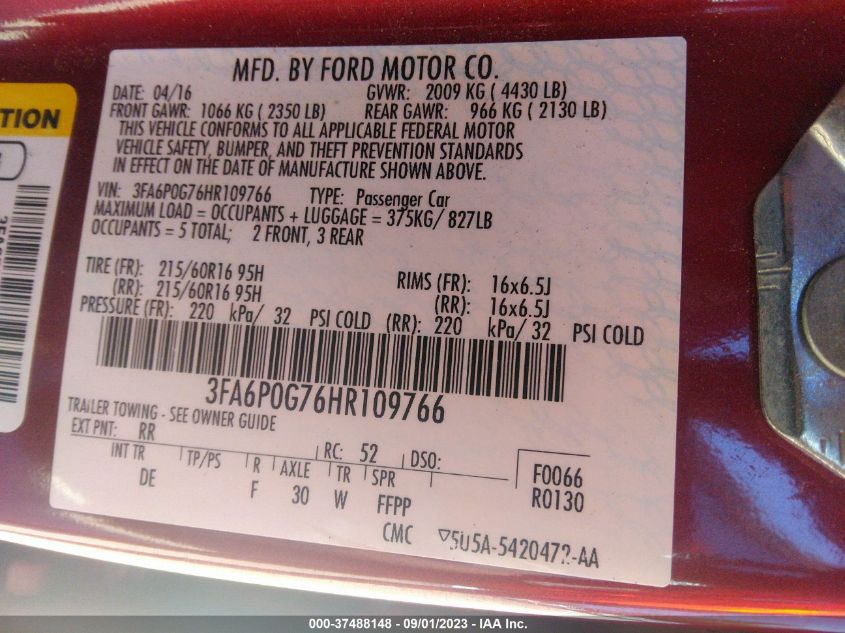 MFD. BY FORD MOTOR CO.
DATE: 04/16 GVWR: 2009 KG ( 4430 LB)
FRONT GAWR: 1066 KG ( 2350 LB) REAR GAWR: 966 KG ( 2130 LB)
THIS VEHICLE CONFORMS TO ALL APPLICABLE FEDERAL MOTOR
VEHICLE SAFETY, BUMPER, AND THEFT PREVENTION STANDARDS
IN EFFECT ON THE DATE OF MANUFACTURE SHOWN ABOVE.
VIN: 3FA6P0G76HR109766 TYPE: Passenger Car
MAXIMUM LOAD = OCCUPANTS + LUGGAGE = 375KG/ 827LB
OCCUPANTS = 5 TOTAL; 2 FRONT, 3 REAR
TIRE (FR): 215/60R16 95H RIMS (FR): 16x6.5J
(RR): 215/60R16 95H (RR): 16x6.5J
PRESSURE (FR): 220 kPa/ 32 PSI COLD (RR): 220 kPa/ 32 PSI COLD
3FA6P0G76HR109766
TRAILER TOWING - SEE OWNER GUIDE
EXT PNT: RR RC: 52 DSO:
INT TR TP/PS R AXLE TR SPR
DE F 30 W FFPP
CMC
F0066
R0130
▽5U5A-5420472-AA
TION
000-37488148 - 09/01/2023 - IAA Inc.